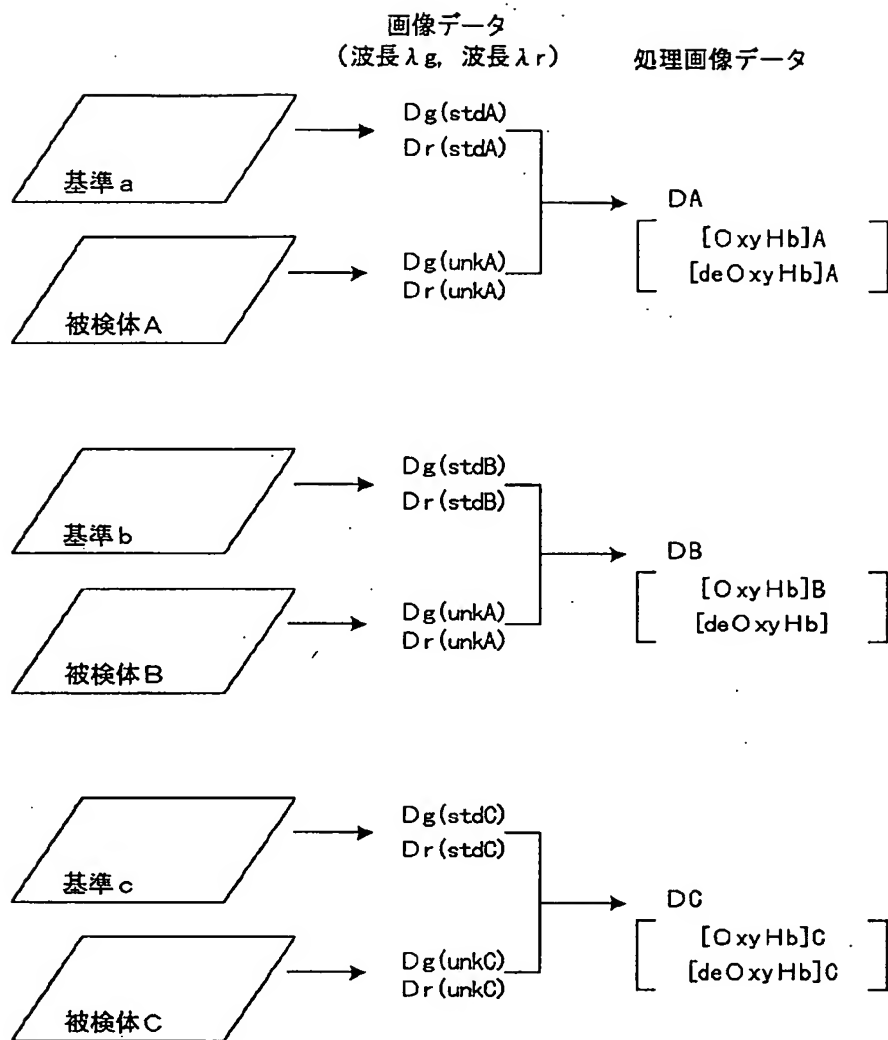 画像データ
(波長λg, 波長λr)
処理画像データ
基準a
Dg(stdA)
Dr(stdA)
被検体A
Dg(unkA)
Dr(unkA)
DA
[OxyHb]A
[deOxyHb]A
基準b
Dg(stdB)
Dr(stdB)
被検体B
Dg(unkA)
Dr(unkA)
DB
[OxyHb]B
[deOxyHb]
基準c
Dg(stdC)
Dr(stdC)
被検体C
Dg(unkC)
Dr(unkC)
DC
[OxyHb]C
[deOxyHb]C